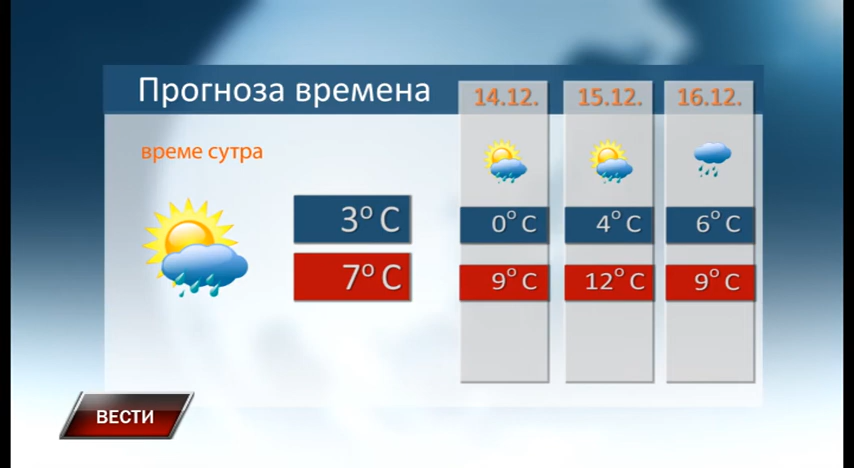 Прогноза времена
14.12. 15.12. 16.12.
време сутра
3° C 0° C 4° C 6° C
7° C 9° C 12° C 9° C
ВЕСТИ